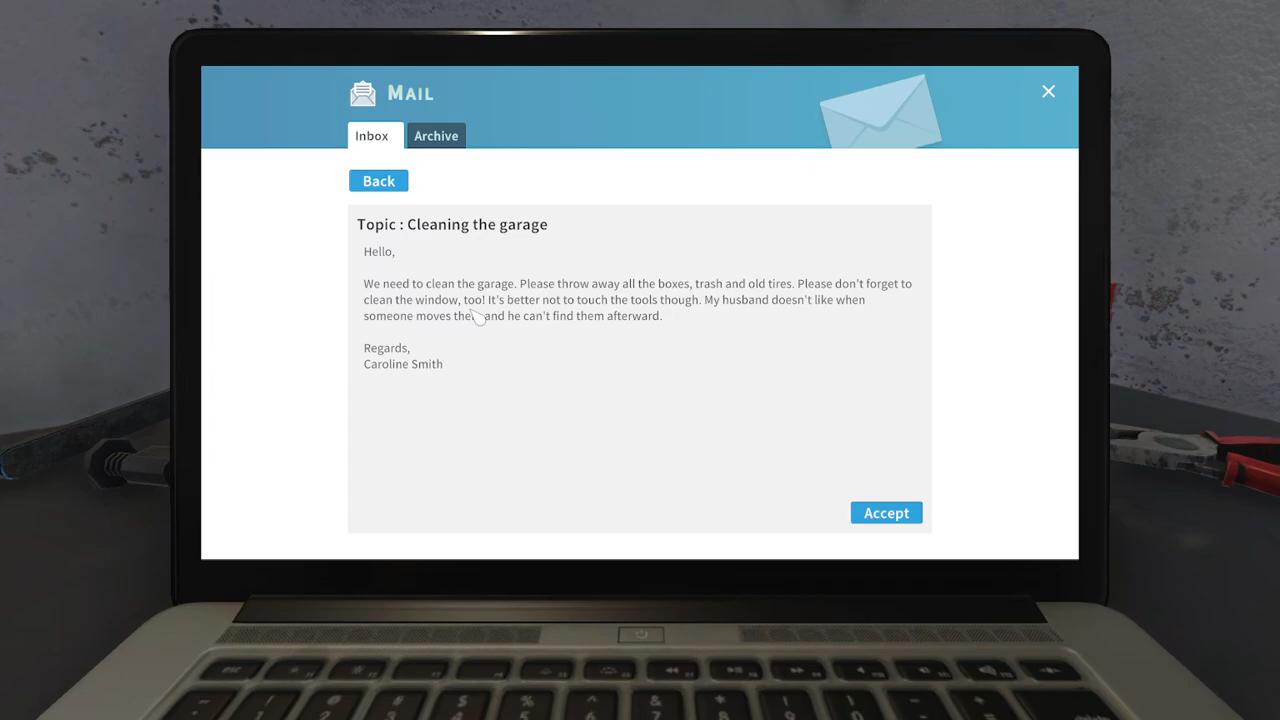 MAIL
Inbox
Archive
Back
Topic : Cleaning the garage
Hello,
We need to clean the garage. Please throw away all the boxes, trash and old tires. Please don't forget to
clean the window, too! It's better not to touch the tools though. My husband doesn't like when
someone moves them and he can't find them afterward.
Regards,
Caroline Smith
Accept
esc